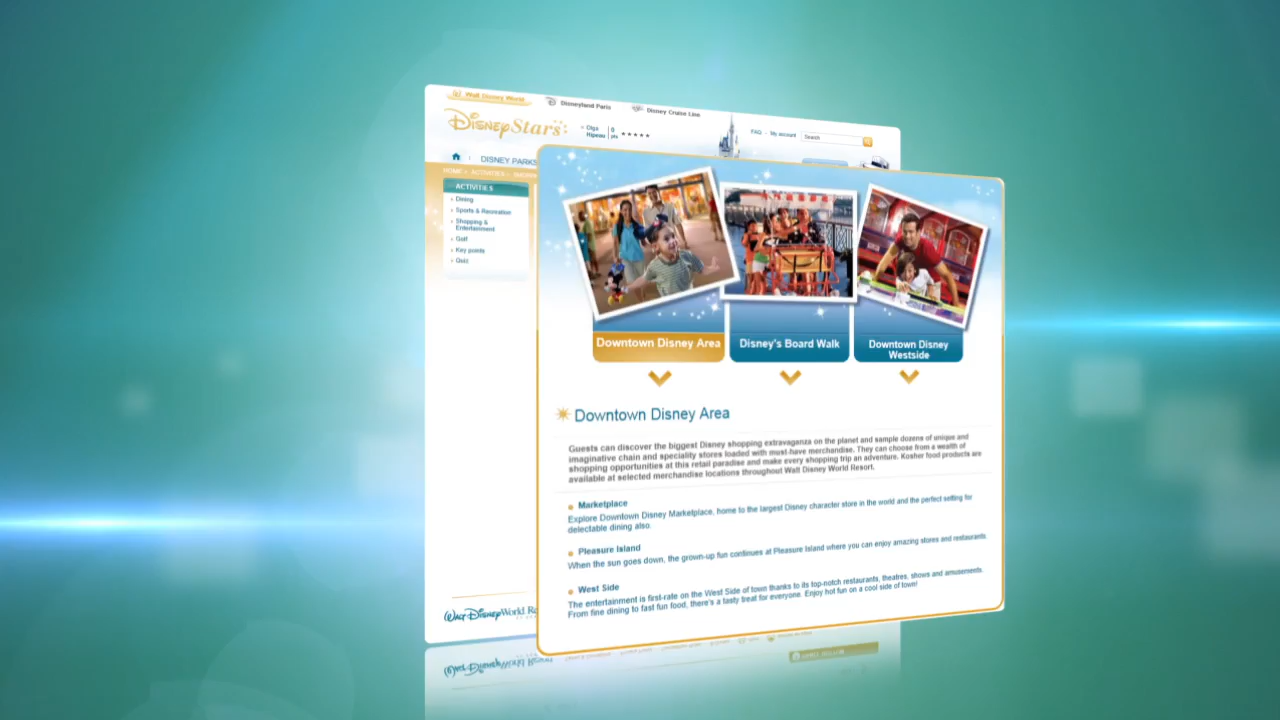 Walt Disney World
Disneyland Paris
Disney Cruise Line
DISNEY Stars
Olga
0
pts
FAQ - My account
Search
DISNEY PARKS
HOME > ACTIVITIES >
ACTIVITIES
Dining
Sports & Recreation
Shopping &
Entertainment
Golf
Key points
Quiz
Downtown Disney Area
Disney's Board Walk
Downtown Disney
Westside
Downtown Disney Area
Guests can discover the biggest Disney shopping extravaganza on the planet and sample dozens of unique and
imaginative chain and speciality stores loaded with must-have merchandise. They can choose from a wealth of
shopping opportunities at this retail paradise and make every shopping trip an adventure. Kosher food products are
available at selected merchandise locations throughout Walt Disney World Resort.
Marketplace
Explore Downtown Disney Marketplace, home to the largest Disney character store in the world and the perfect setting for
delectable dining also.
Pleasure Island
When the sun goes down, the grown-up fun continues at Pleasure Island where you can enjoy amazing stores and restaurants
West Side
The entertainment is first-rate on the West Side of town thanks to its top-notch restaurants, theatres, shows and amusements.
From fine dining to fast fun food, there's a tasty treat for everyone. Enjoy hot fun on a cool side of town!
WALT DISNEY World